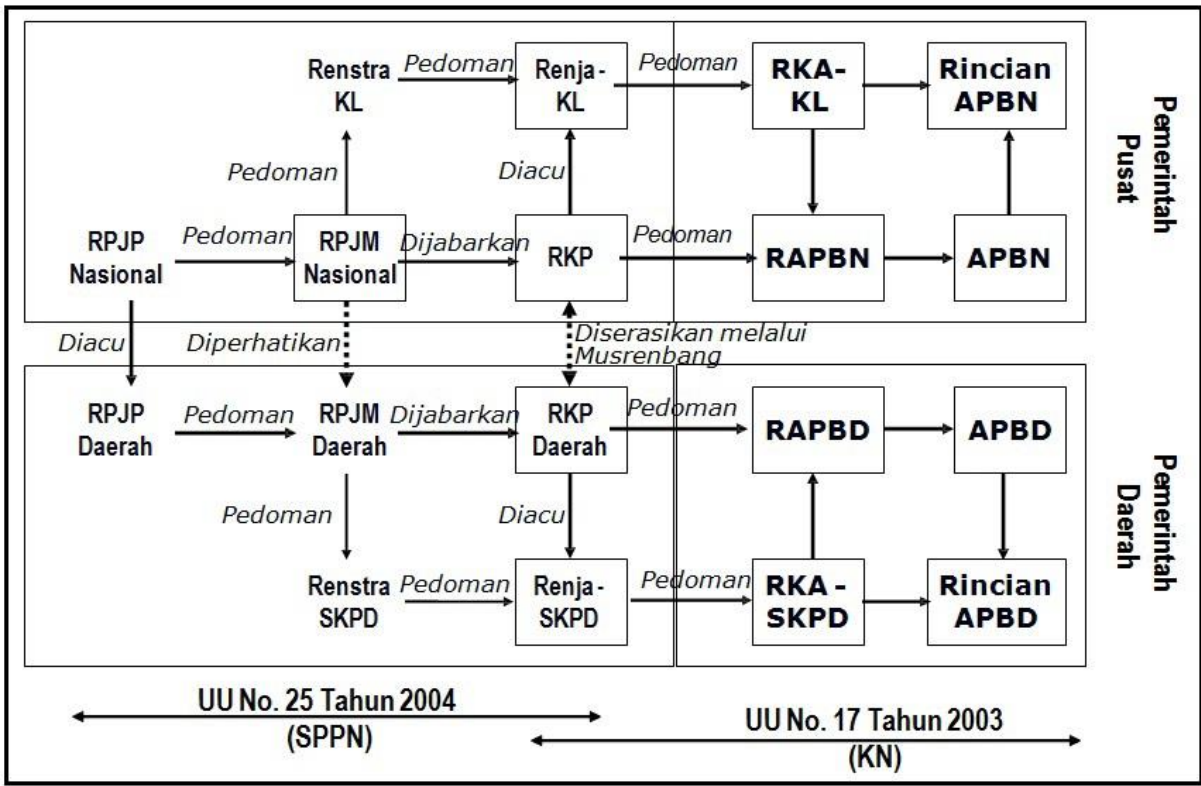 Renstra
KL
Pedoman
Renja -
KL
Pedoman
RKA-
KL
Rincian
APBN
Pemerintah
Pusat
Pedoman
Diacu
RPJP
Nasional
Pedoman
RPJM
Nasional
Dijabarkan
RKP
Pedoman
RAPBN
APBN
Diacu
Diperhatikan
Diserasikan melalui
Musrenbang
RPJP
Daerah
Pedoman
RPJM
Daerah
Dijabarkan
RKP
Daerah
Pedoman
RAPBD
APBD
Pemerintah
Daerah
Pedoman
Diacu
Renstra
SKPD
Pedoman
Renja -
SKPD
Pedoman
RKA -
SKPD
Rincian
APBD
UU No. 25 Tahun 2004
(SPPN)
UU No. 17 Tahun 2003
(KN)